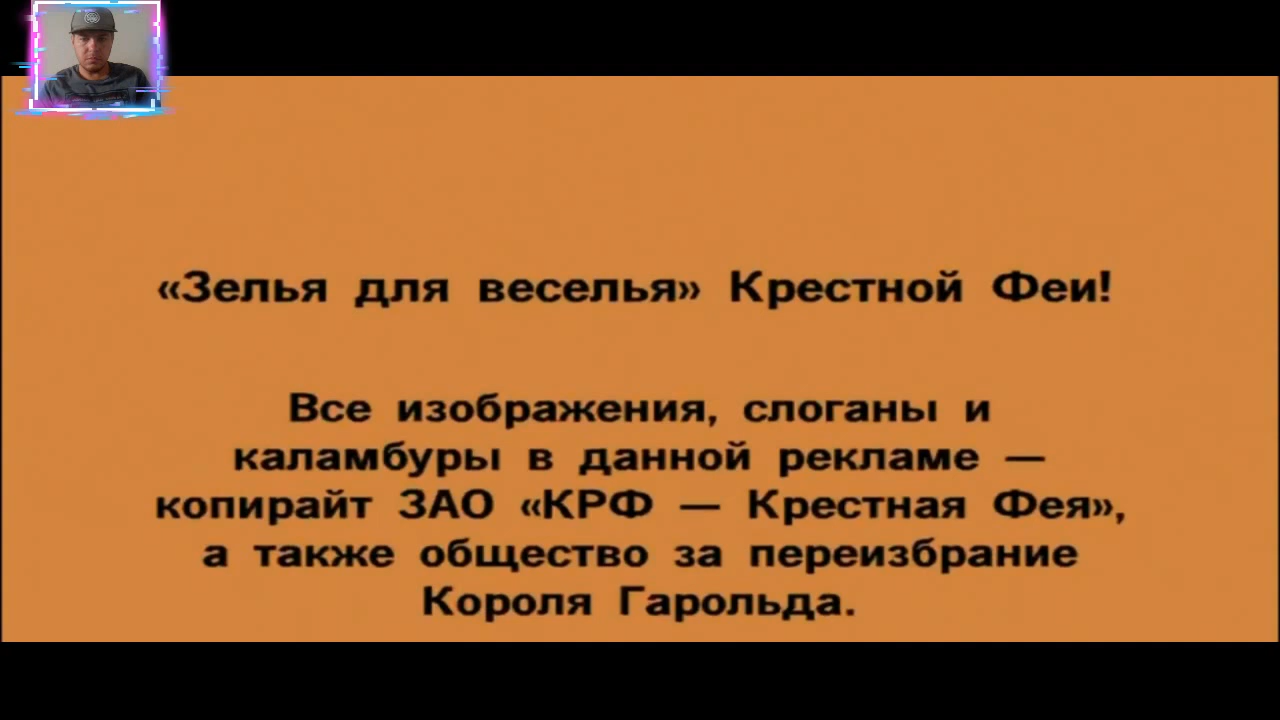 «Зелья для веселья» Крестной Феи!
Все изображения, слоганы и
каламбуры в данной рекламе —
копирайт ЗАО «КРФ — Крестная Фея»,
а также общество за переизбрание
Короля Гарольда.